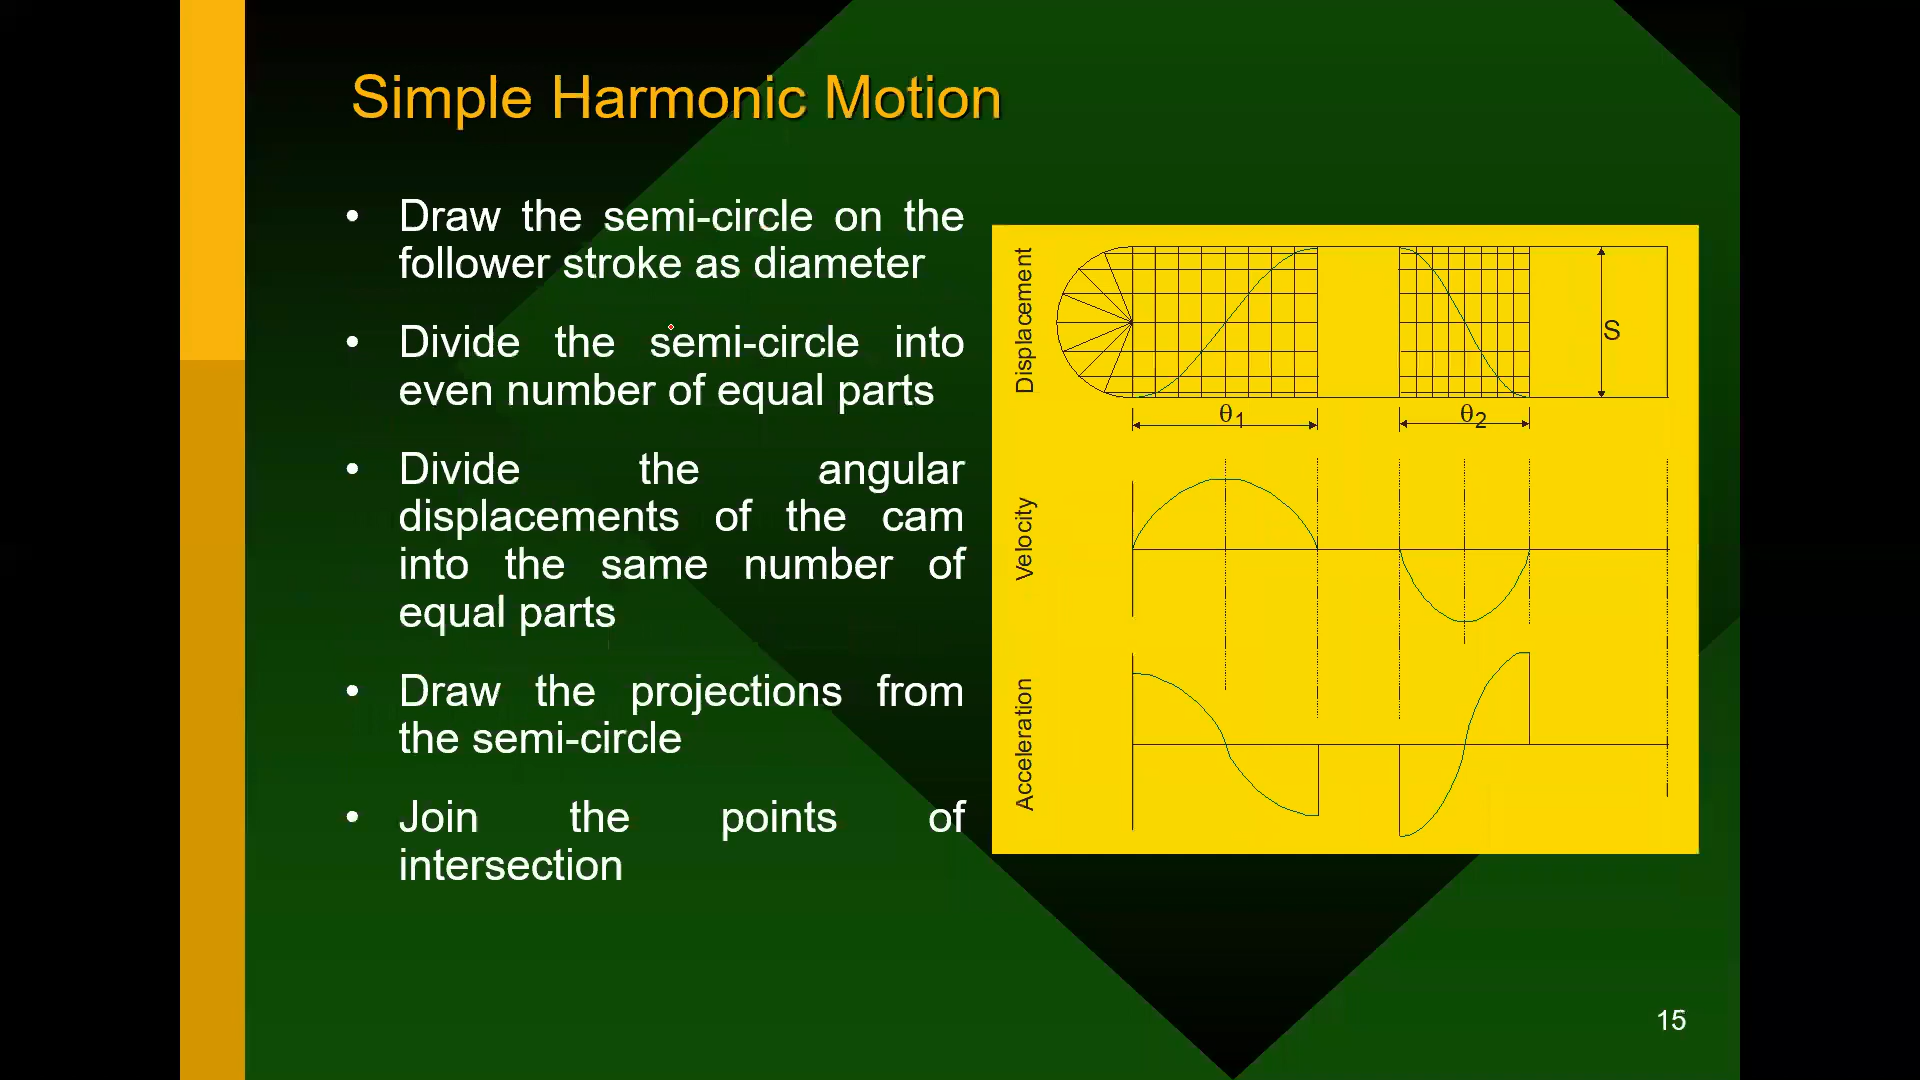 Simple Harmonic Motion
• Draw the semi-circle on the
follower stroke as diameter
• Divide the semi-circle into
even number of equal parts
• Divide the angular
displacements of the cam
into the same number of
equal parts
• Draw the projections from
the semi-circle
• Join the points of
intersection
Displacement
S
θ1
θ2
Velocity
Acceleration
15